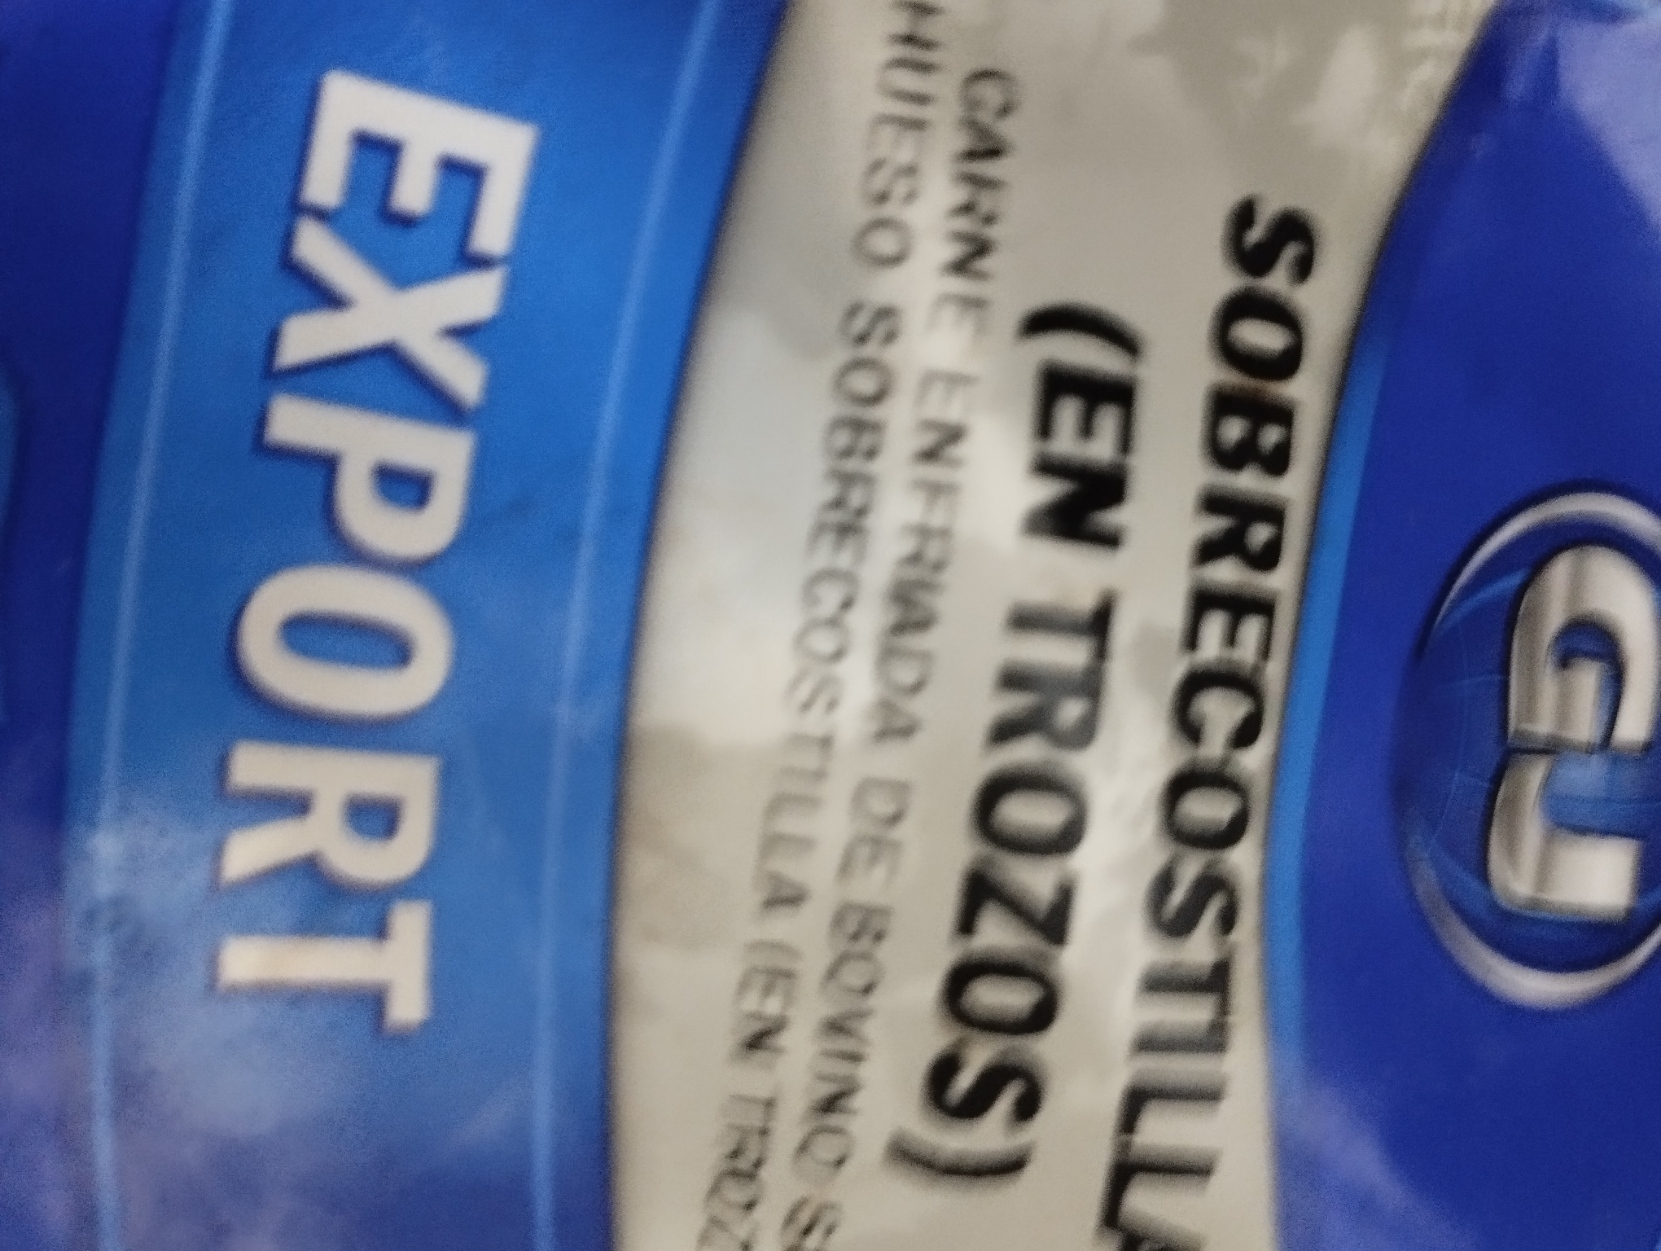 GJ
SOBRECOSTILLA
(EN TROZOS)
CARNE ENFRIADA DE BOVINO
HUESO SOBRECOSTILLA (EN
EXPORT